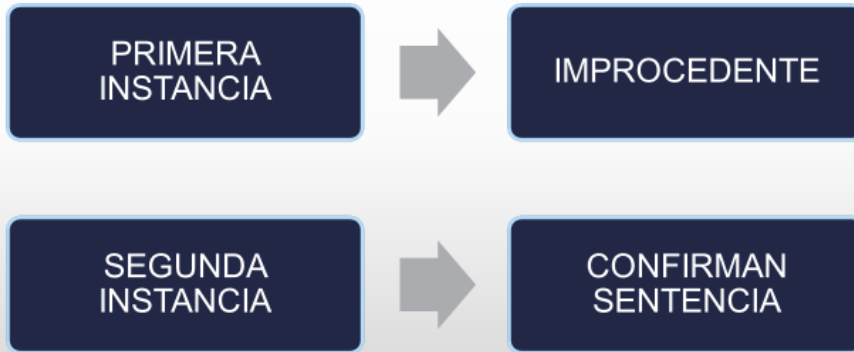 PRIMERA
INSTANCIA
IMPROCEDENTE
SEGUNDA
INSTANCIA
CONFIRMAN
SENTENCIA